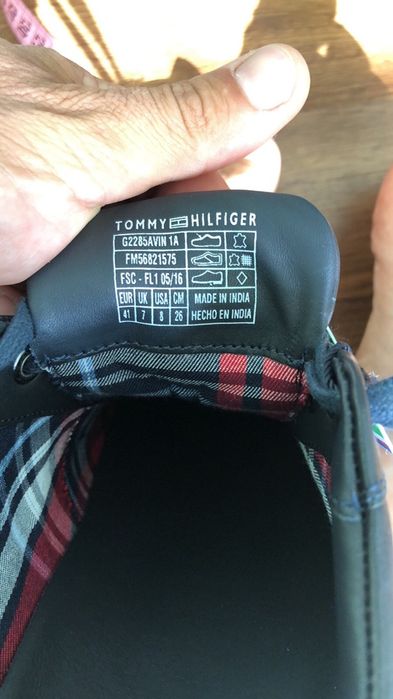 TOMMY HILFIGER
G2285AVIN 1A
FM56821575
FSC - FL1 05/16
EUR UK USA CM MADE IN INDIA
41 7 8 26 HECHO EN INDIA